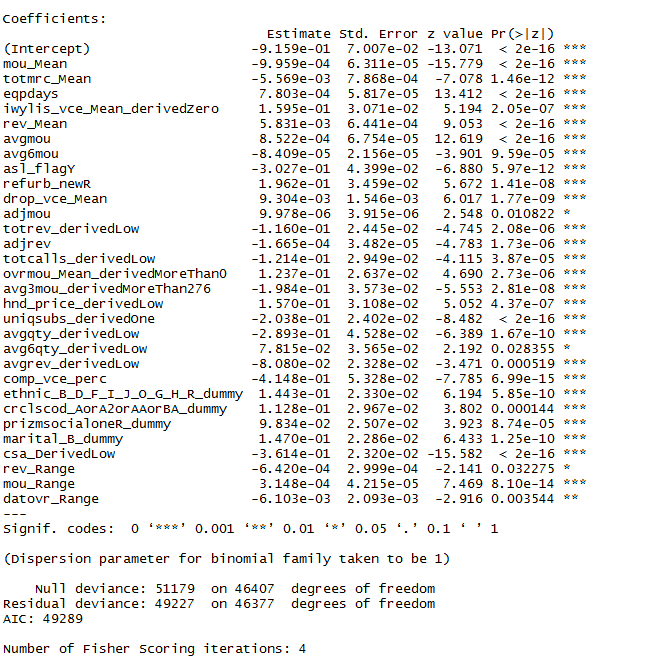 Coefficients:
                                  Estimate Std. Error z value Pr(>|z|)
(Intercept)                     -9.159e-01  7.007e-02 -13.071  < 2e-16 ***
mou_Mean                        -9.959e-04  6.311e-05 -15.779  < 2e-16 ***
totmrc_Mean                     -5.569e-03  7.868e-04  -7.078 1.46e-12 ***
eqpdays                          7.803e-04  5.817e-05  13.412  < 2e-16 ***
iwylis_vce_Mean_derivedZero      1.595e-01  3.071e-02   5.194 2.05e-07 ***
rev_Mean                         5.831e-03  6.441e-04   9.053  < 2e-16 ***
avgmou                           8.522e-04  6.754e-05  12.619  < 2e-16 ***
avg6mou                         -8.409e-05  2.156e-05  -3.901 9.59e-05 ***
asl_flagY                       -3.027e-01  4.399e-02  -6.880 5.97e-12 ***
refurb_newR                      1.962e-01  3.459e-02   5.672 1.41e-08 ***
drop_vce_Mean                    9.304e-03  1.546e-03   6.017 1.77e-09 ***
adjmou                           9.978e-06  3.915e-06   2.548 0.010822 *
totrev_derivedLow               -1.160e-01  2.445e-02  -4.745 2.08e-06 ***
adjrev                          -1.665e-04  3.482e-05  -4.783 1.73e-06 ***
totcalls_derivedLow             -1.214e-01  2.949e-02  -4.115 3.87e-05 ***
ovrmou_Mean_derivedMoreThan0     1.237e-01  2.637e-02   4.690 2.73e-06 ***
avg3mou_derivedMoreThan276      -1.984e-01  3.573e-02  -5.553 2.81e-08 ***
hnd_price_derivedLow             1.570e-01  3.108e-02   5.052 4.37e-07 ***
uniqsubs_derivedOne             -2.038e-01  2.402e-02  -8.482  < 2e-16 ***
avgqty_derivedLow               -2.893e-01  4.528e-02  -6.389 1.67e-10 ***
avg6qty_derivedLow               7.815e-02  3.565e-02   2.192 0.028355 *
avgrev_derivedLow               -8.080e-02  2.328e-02  -3.471 0.000519 ***
comp_vce_perc                   -4.148e-01  5.328e-02  -7.785 6.99e-15 ***
ethnic_B_D_F_I_J_O_G_H_R_dummy   1.443e-01  2.330e-02   6.194 5.85e-10 ***
crclscod_AorA2orAAorBA_dummy     1.128e-01  2.967e-02   3.802 0.000144 ***
prizmsocialoneR_dummy            9.834e-02  2.507e-02   3.923 8.74e-05 ***
marital_B_dummy                  1.470e-01  2.286e-02   6.433 1.25e-10 ***
csa_DerivedLow                  -3.614e-01  2.320e-02 -15.582  < 2e-16 ***
rev_Range                       -6.420e-04  2.999e-04  -2.141 0.032275 *
mou_Range                        3.148e-04  4.215e-05   7.469 8.10e-14 ***
datovr_Range                    -6.103e-03  2.093e-03  -2.916 0.003544 **
---
Signif. codes:  0 ‘***’ 0.001 ‘**’ 0.01 ‘*’ 0.05 ‘.’ 0.1 ‘ ’ 1
(Dispersion parameter for binomial family taken to be 1)
    Null deviance: 51179  on 46407  degrees of freedom
Residual deviance: 49227  on 46377  degrees of freedom
AIC: 49289
Number of Fisher Scoring iterations: 4